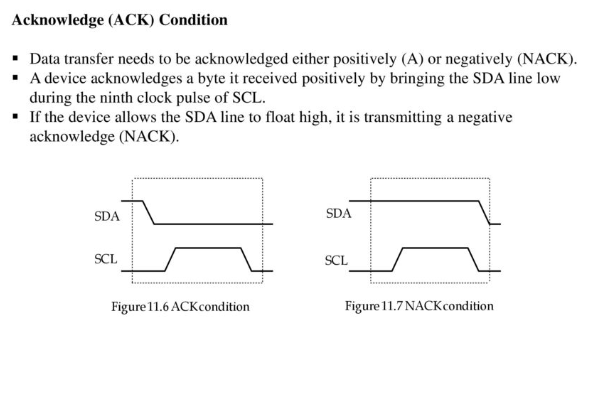 Acknowledge (ACK) Condition
▪ Data transfer needs to be acknowledged either positively (A) or negatively (NACK).
▪ A device acknowledges a byte it received positively by bringing the SDA line low
during the ninth clock pulse of SCL.
▪ If the device allows the SDA line to float high, it is transmitting a negative
acknowledge (NACK).
SDA
SCL
Figure 11.6 ACK condition
SDA
SCL
Figure 11.7 NACK condition